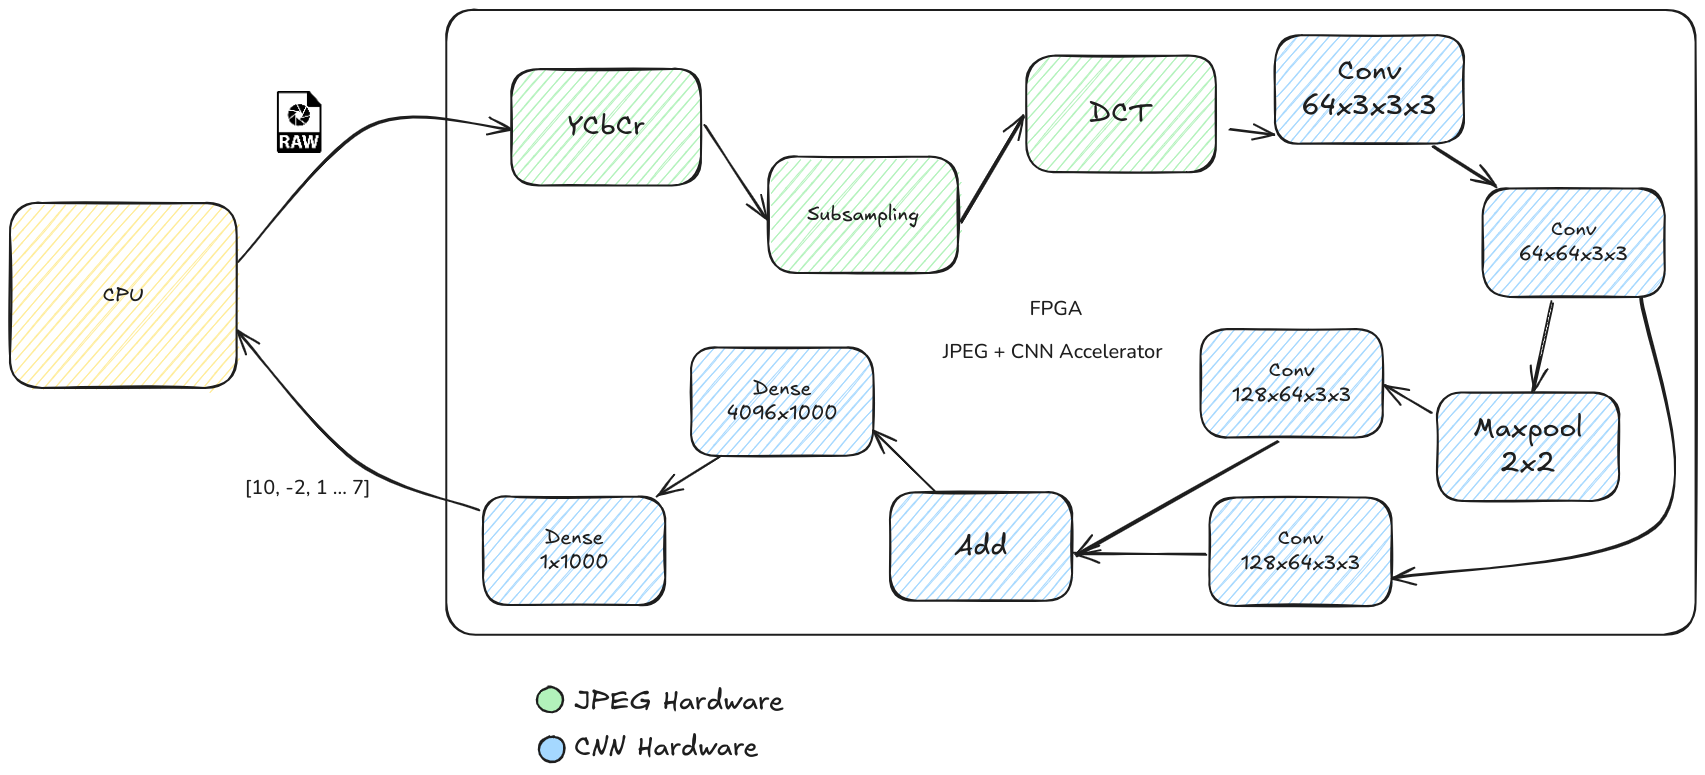 RAW
CPU
[10, -2, 1 ... 7]
YCbCr
Subsampling
DCT
Conv
64x3x3x3
Conv
64x64x3x3
FPGA
JPEG + CNN Accelerator
Maxpool
2x2
Conv
128x64x3x3
Conv
128x64x3x3
Add
Dense
4096x1000
Dense
1x1000
JPEG Hardware
CNN Hardware